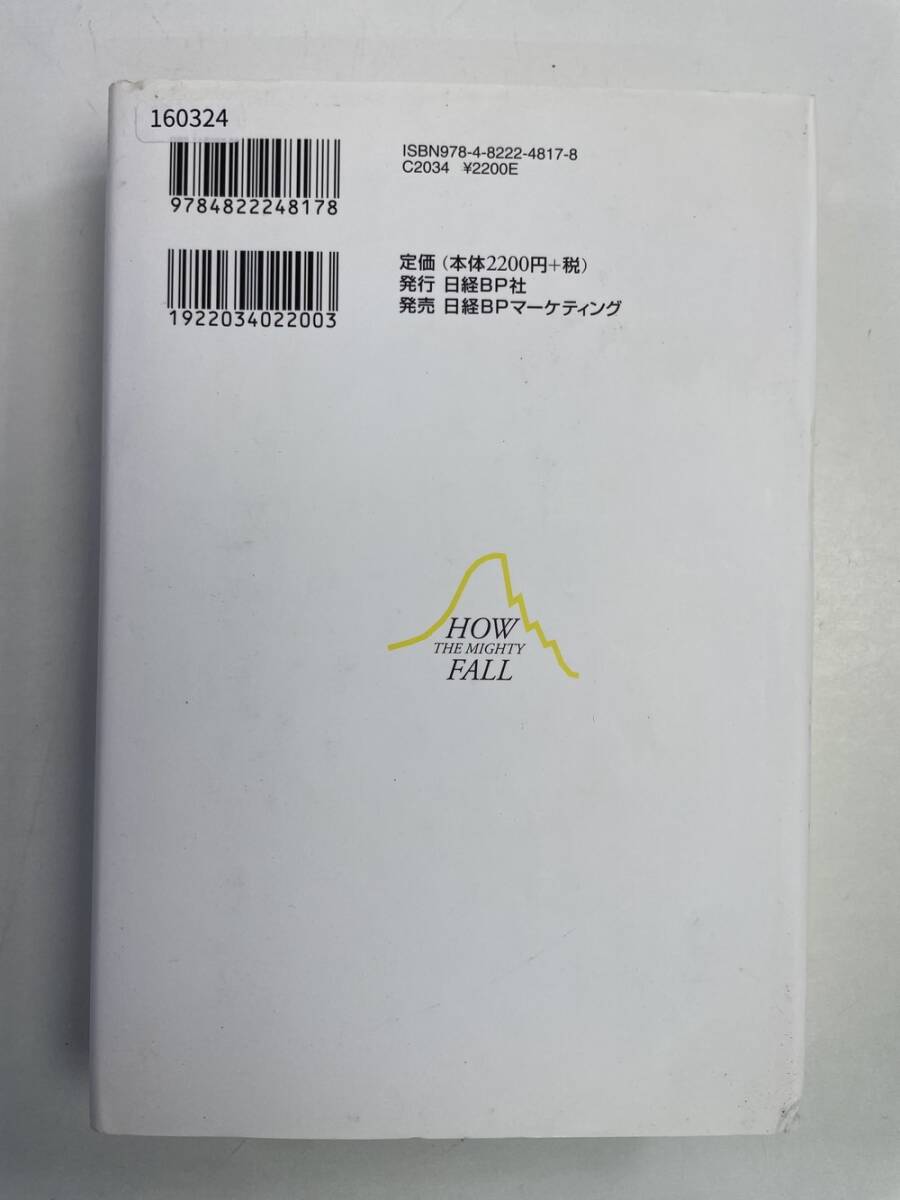 160324
ISBN978-4-8222-4817-8
C2034 ¥2200E
9784822248178
定価（本体2200円+税）
発行 日経BP社
発売 日経BPマーケティング
1922034022003
HOW
THE MIGHTY
FALL